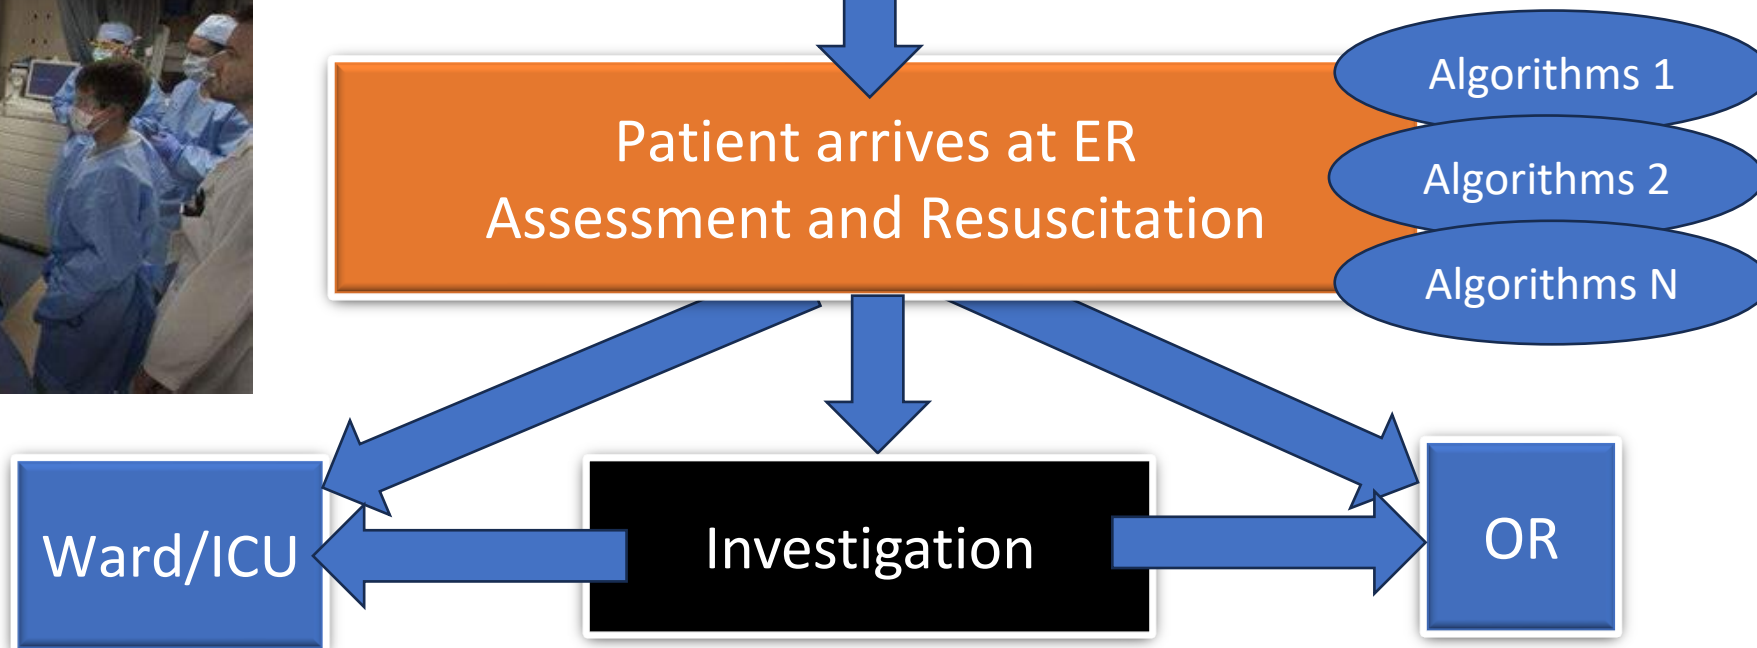 Patient arrives at ER
Assessment and Resuscitation
Algorithms 1
Algorithms 2
Algorithms N
Ward/ICU
Investigation
OR